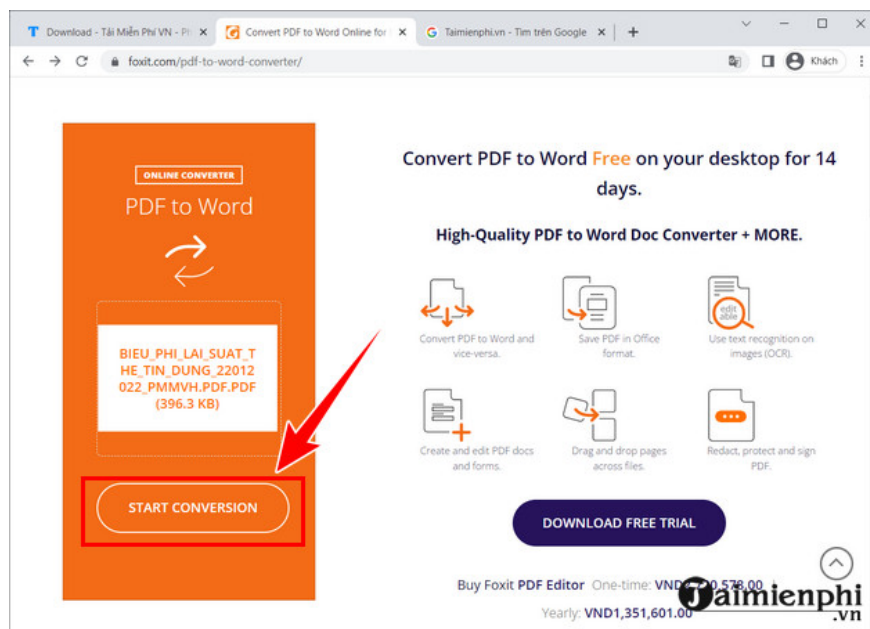 Download - Tải Miễn Phí VN - Ph
Convert PDF to Word Online for
Taimienphi.vn - Tìm trên Google
foxit.com/pdf-to-word-converter/
Khách
ONLINE CONVERTER
PDF to Word
BIEU_PHI_LAI_SUAT_T
HE_TIN_DUNG_22012
022_PMMVH.PDF.PDF
(396.3 KB)
START CONVERSION
Convert PDF to Word Free on your desktop for 14
days.
High-Quality PDF to Word Doc Converter + MORE.
Convert PDF to Word and
vice-versa.
Save PDF in Office
format.
edit
able
Use text recognition on
images (OCR).
Create and edit PDF docs
and forms.
Drag and drop pages
across files.
Redact, protect and sign
PDF.
DOWNLOAD FREE TRIAL
Buy Foxit PDF Editor One-time:
Yearly: VND1,351,601.00
Taimienphi
.vn